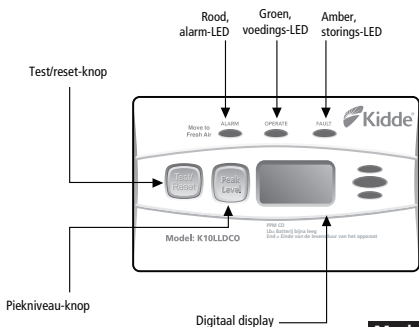 Rood,
alarm-LED
Groen,
voedings-LED
Amber,
storings-LED
Test/reset-knop
ALARM
OPERATE
FAULT
Kidde
Move to
Fresh Air
Test/
Reset
Peak
Level
PPM CO
Lb= Batterij bijna leeg
End = Einde van de levensduur van het apparaat
Model: K10LLDCO
Piekniveau-knop
Digitaal display